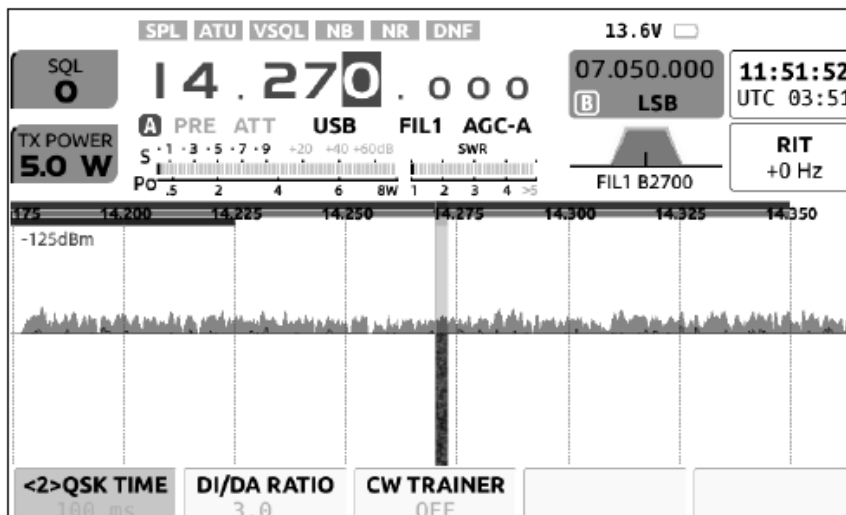 SPL ATU VSQL NB NR DNF 13.6V
SQL
0
14.270.000
07.050.000
B LSB
11:51:52
UTC 03:51
TX POWER
5.0 W
A PRE ATT USB FIL1 AGC-A
S ·1 ·3 ·5 ·7 ·9 +20 +40 +60dB SWR
Po .5 2 4 6 8W 1 2 3 4 >5
FIL1 B2700
RIT
+0 Hz
175 14.200 14.225 14.250 14.275 14.300 14.325 14.350
-125dBm
<2>QSK TIME DI/DA RATIO CW TRAINER
100 ms 3.0 OFF